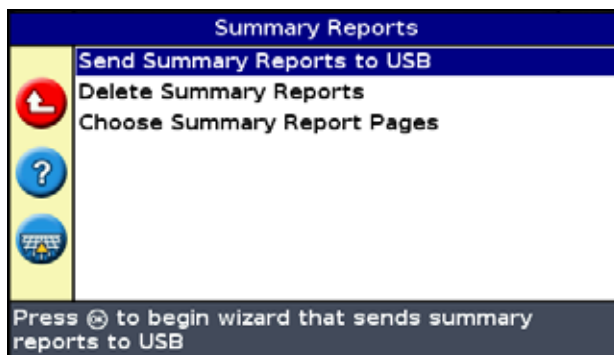 Summary Reports
Send Summary Reports to USB
Delete Summary Reports
Choose Summary Report Pages
?
Press OK to begin wizard that sends summary
reports to USB